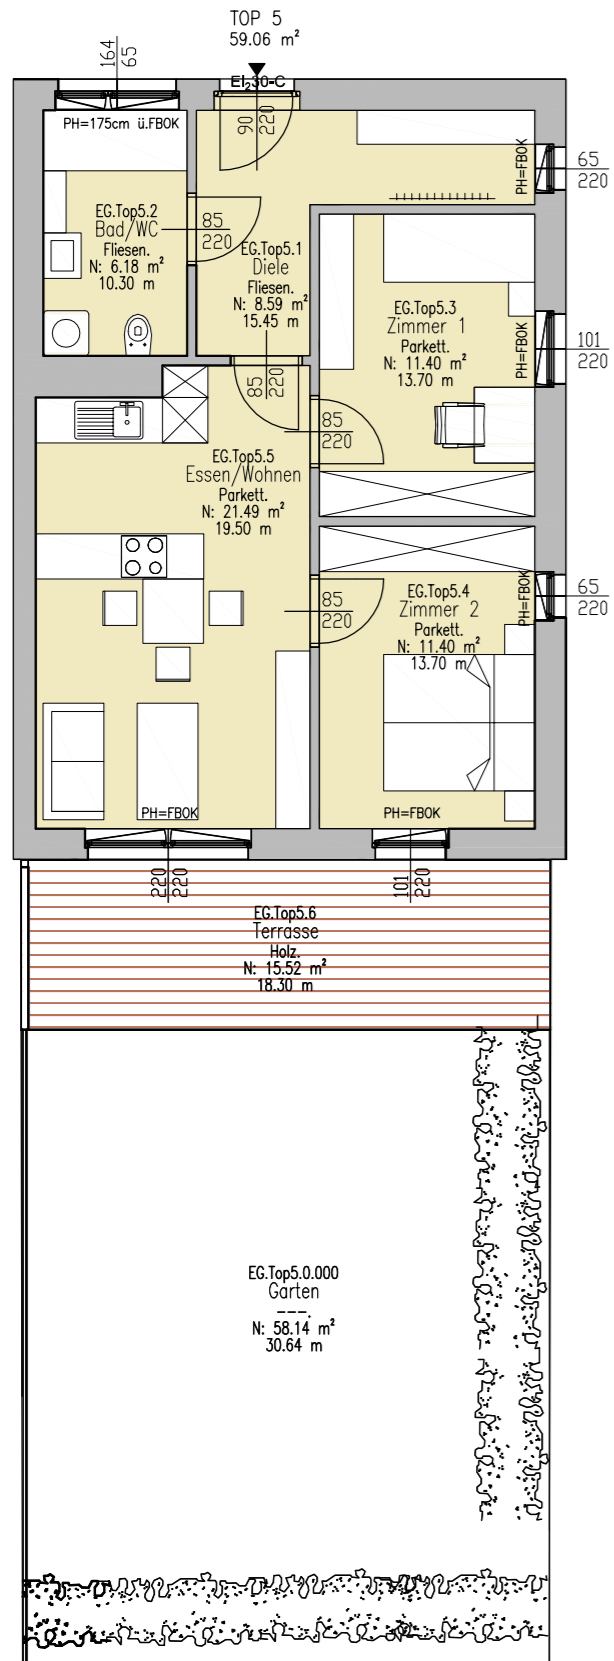 TOP 5
59.06 m²
164
65
EI₂30-C
90
220
PH=175cm ü.FBOK
PH=FBOK
65
220
EG.Top5.2
Bad/WC
Fliesen.
N: 6.18 m²
10.30 m
85
220
EG.Top5.1
Diele
Fliesen.
N: 8.59 m²
15.45 m
EG.Top5.3
Zimmer 1
Parkett.
N: 11.40 m²
13.70 m
PH=FBOK
101
220
85
220
85
220
EG.Top5.5
Essen/Wohnen
Parkett.
N: 21.49 m²
19.50 m
85
220
EG.Top5.4
Zimmer 2
Parkett.
N: 11.40 m²
13.70 m
PH=FBOK
65
220
PH=FBOK
PH=FBOK
220
220
101
220
EG.Top5.6
Terrasse
Holz.
N: 15.52 m²
18.30 m
EG.Top5.0.000
Garten
---.
N: 58.14 m²
30.64 m